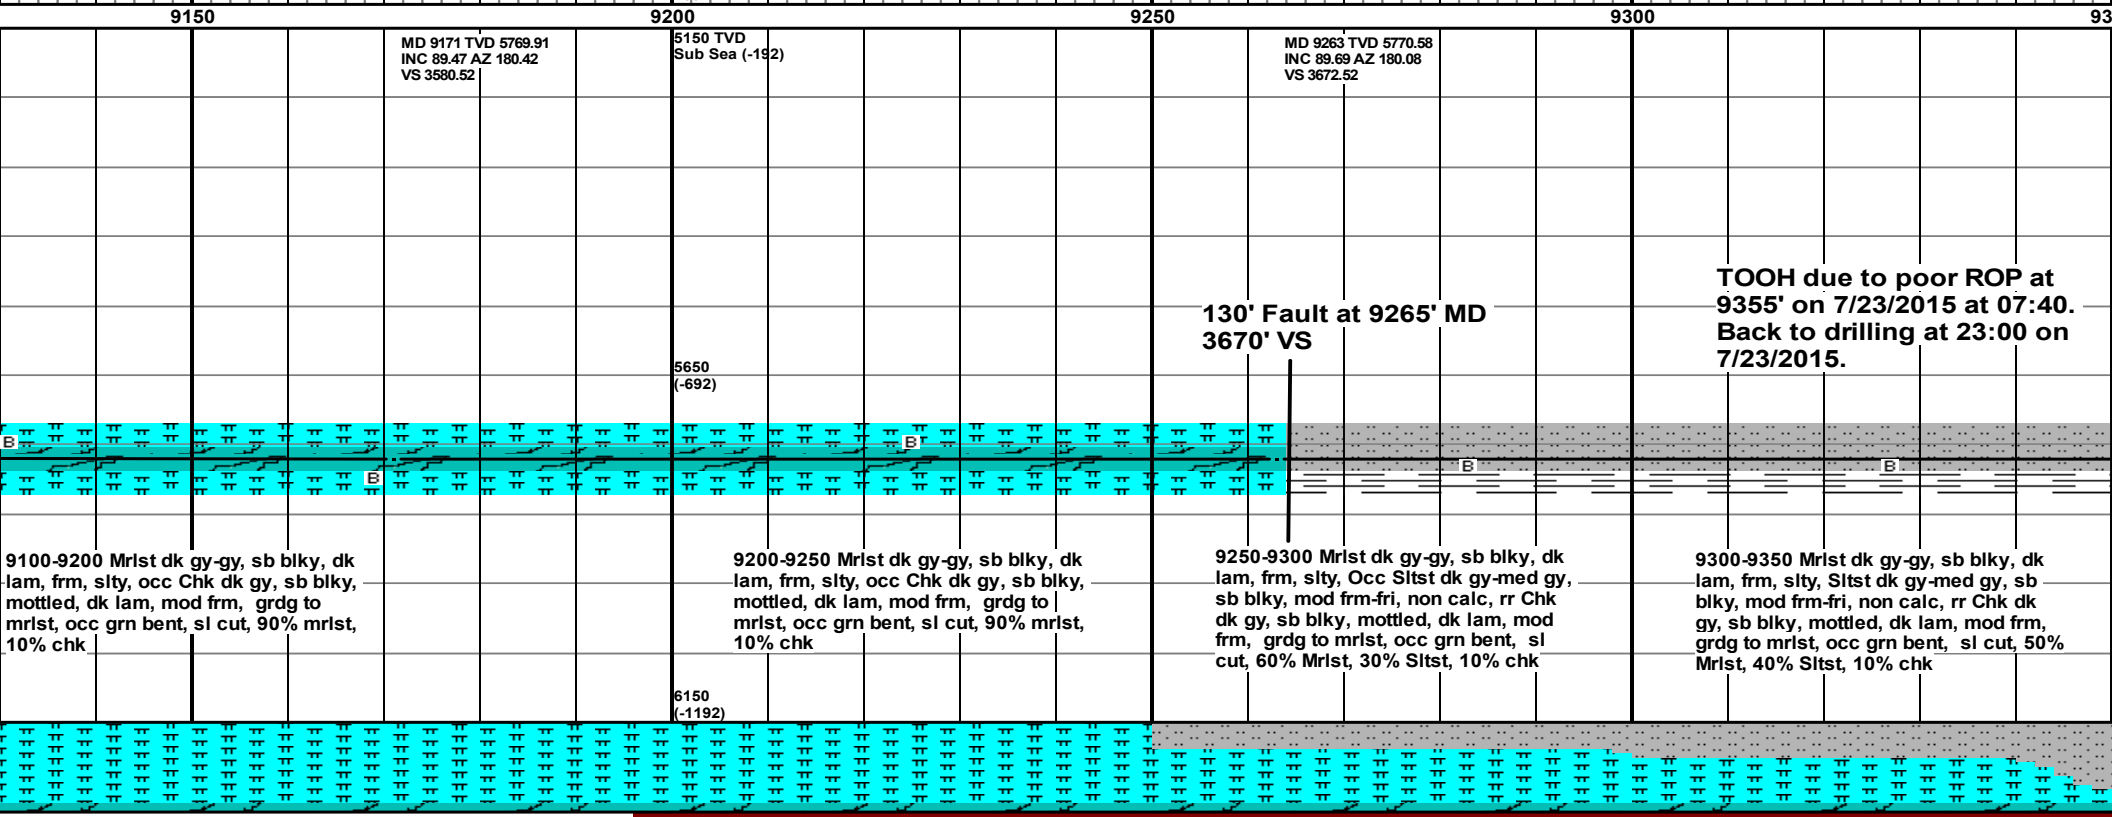 9150
9200
9250
9300
93
MD 9171 TVD 5769.91
INC 89.47 AZ 180.42
VS 3580.52
5150 TVD
Sub Sea (-192)
MD 9263 TVD 5770.58
INC 89.69 AZ 180.08
VS 3672.52
130' Fault at 9265' MD
3670' VS
TOOH due to poor ROP at
9355' on 7/23/2015 at 07:40.
Back to drilling at 23:00 on
7/23/2015.
5650
(-692)
B
B
B
B
B
9100-9200 Mrlst dk gy-gy, sb blky, dk
lam, frm, slty, occ Chk dk gy, sb blky,
mottled, dk lam, mod frm, grdg to
mrlst, occ grn bent, sl cut, 90% mrlst,
10% chk
9200-9250 Mrlst dk gy-gy, sb blky, dk
lam, frm, slty, occ Chk dk gy, sb blky,
mottled, dk lam, mod frm, grdg to
mrlst, occ grn bent, sl cut, 90% mrlst,
10% chk
9250-9300 Mrlst dk gy-gy, sb blky, dk
lam, frm, slty, Occ Sltst dk gy-med gy,
sb blky, mod frm-fri, non calc, rr Chk
dk gy, sb blky, mottled, dk lam, mod
frm, grdg to mrlst, occ grn bent, sl
cut, 60% Mrlst, 30% Sltst, 10% chk
9300-9350 Mrlst dk gy-gy, sb blky, dk
lam, frm, slty, Sltst dk gy-med gy, sb
blky, mod frm-fri, non calc, rr Chk dk
gy, sb blky, mottled, dk lam, mod frm,
grdg to mrlst, occ grn bent, sl cut, 50%
Mrlst, 40% Sltst, 10% chk
6150
(-1192)